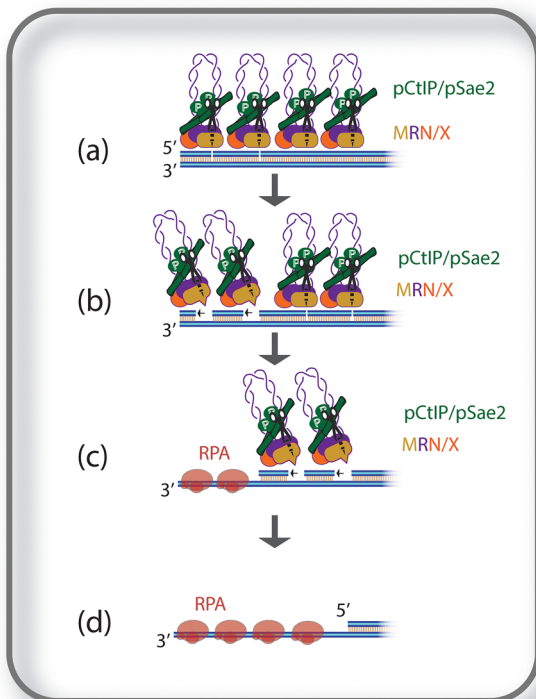 pCtIP/pSae2
P P P P P P
MRN/X
(a)
5'
3'
pCtIP/pSae2
P P P P
MRN/X
(b)
3'
pCtIP/pSae2
MRN/X
(c)
RPA
3'
(d)
RPA
5'
3'